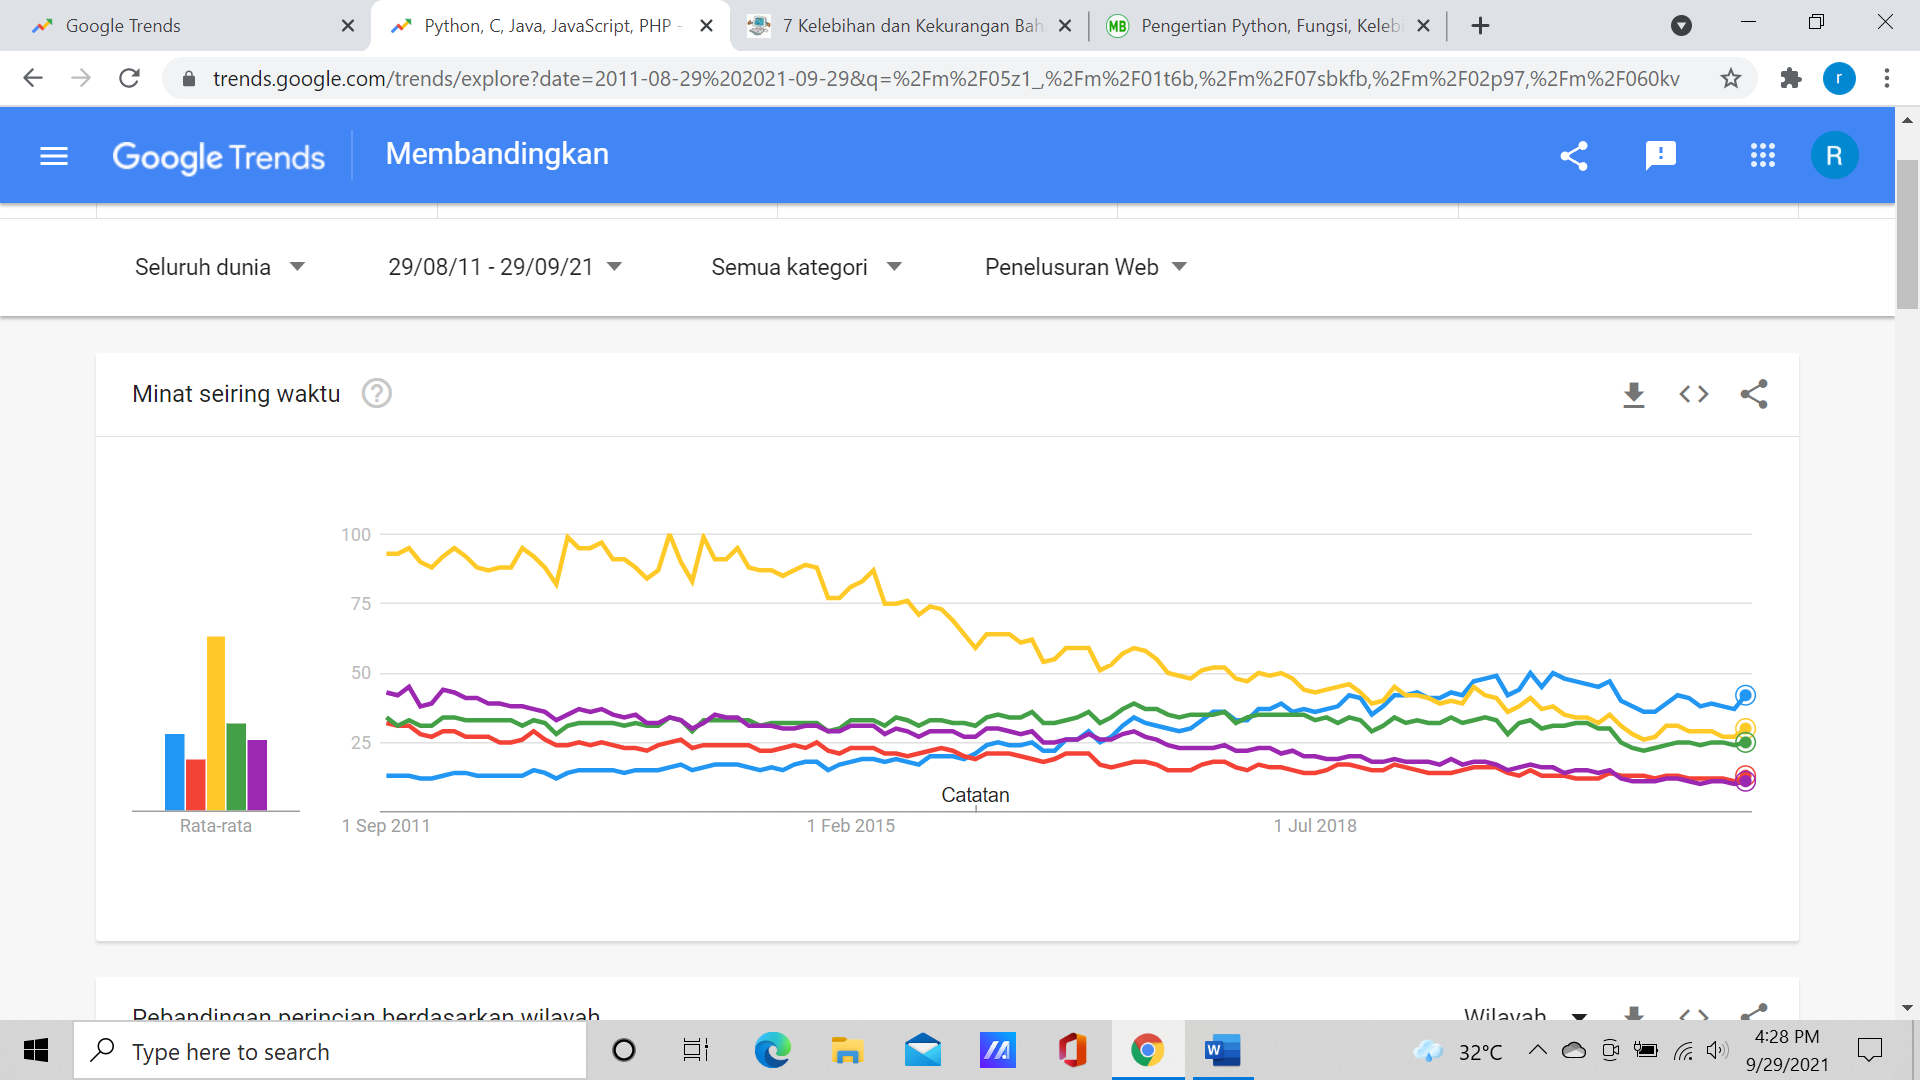 Google Trends
Python, C, Java, JavaScript, PHP -
7 Kelebihan dan Kekurangan Bah
MB Pengertian Python, Fungsi, Kelebi
trends.google.com/trends/explore?date=2011-08-29%202021-09-29&q=%2Fm%2F05z1_,%2Fm%2F01t6b,%2Fm%2F07sbkfb,%2Fm%2F02p97,%2Fm%2F060kv
r
Google Trends
Membandingkan
R
Seluruh dunia
29/08/11 - 29/09/21
Semua kategori
Penelusuran Web
Minat seiring waktu
100
75
50
25
Catatan
Rata-rata
1 Sep 2011
1 Feb 2015
1 Jul 2018
Pebandingan perincian berdasarkan wilayah
Wilayah
Type here to search
W
32°C
4:28 PM
9/29/2021